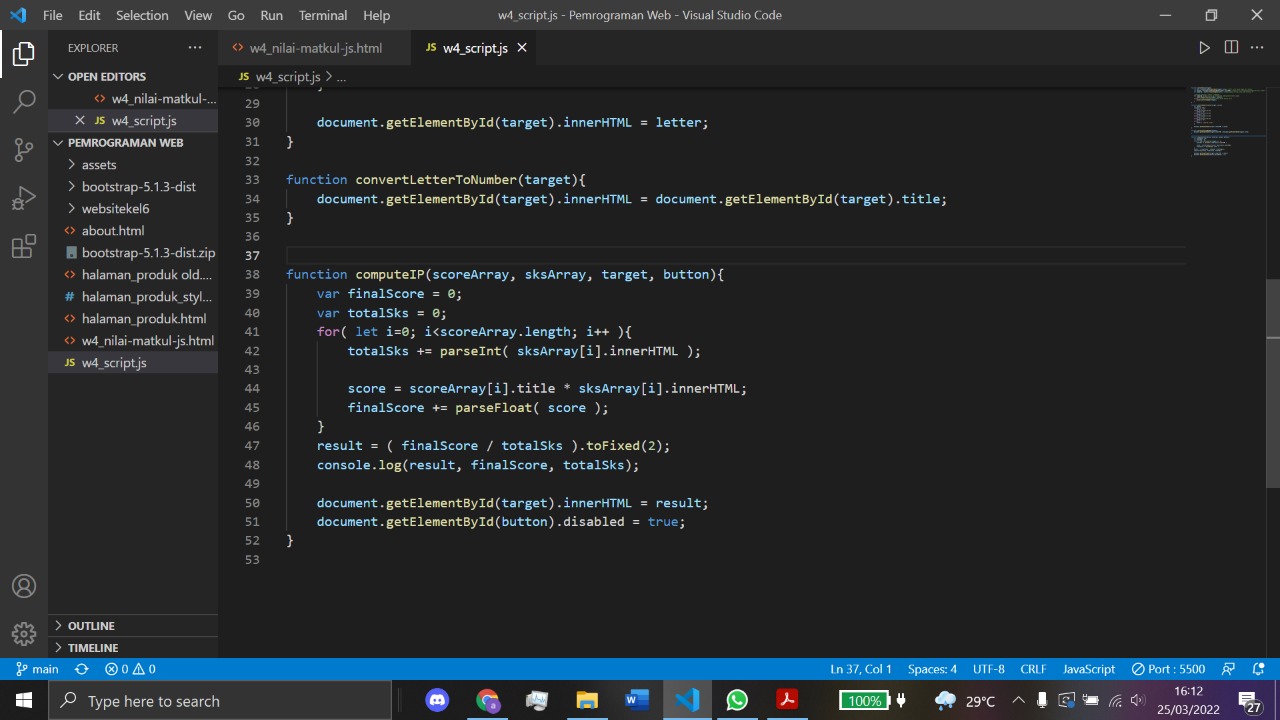 File Edit Selection View Go Run Terminal Help w4_script.js - Pemrograman Web - Visual Studio Code
EXPLORER ...
w4_nilai-matkul-js.html JS w4_script.js
OPEN EDITORS
w4_nilai-matkul-...
JS w4_script.js
PEMROGRAMAN WEB
assets
bootstrap-5.1.3-dist
websitekel6
about.html
bootstrap-5.1.3-dist.zip
halaman_produk old....
# halaman_produk_styl...
halaman_produk.html
w4_nilai-matkul-js.html
JS w4_script.js
OUTLINE
TIMELINE
JS w4_script.js > ...
29
30 document.getElementById(target).innerHTML = letter;
31 }
32
33 function convertLetterToNumber(target){
34 document.getElementById(target).innerHTML = document.getElementById(target).title;
35 }
36
37
38 function computeIP(scoreArray, sksArray, target, button){
39 var finalScore = 0;
40 var totalSks = 0;
41 for( let i=0; i<scoreArray.length; i++ ){
42 totalSks += parseInt( sksArray[i].innerHTML );
43
44 score = scoreArray[i].title * sksArray[i].innerHTML;
45 finalScore += parseFloat( score );
46 }
47 result = ( finalScore / totalSks ).toFixed(2);
48 console.log(result, finalScore, totalSks);
49
50 document.getElementById(target).innerHTML = result;
51 document.getElementById(button).disabled = true;
52 }
53
main 0 0 Ln 37, Col 1 Spaces: 4 UTF-8 CRLF JavaScript Port : 5500
Type here to search 100% 29°C 16:12
25/03/2022 27